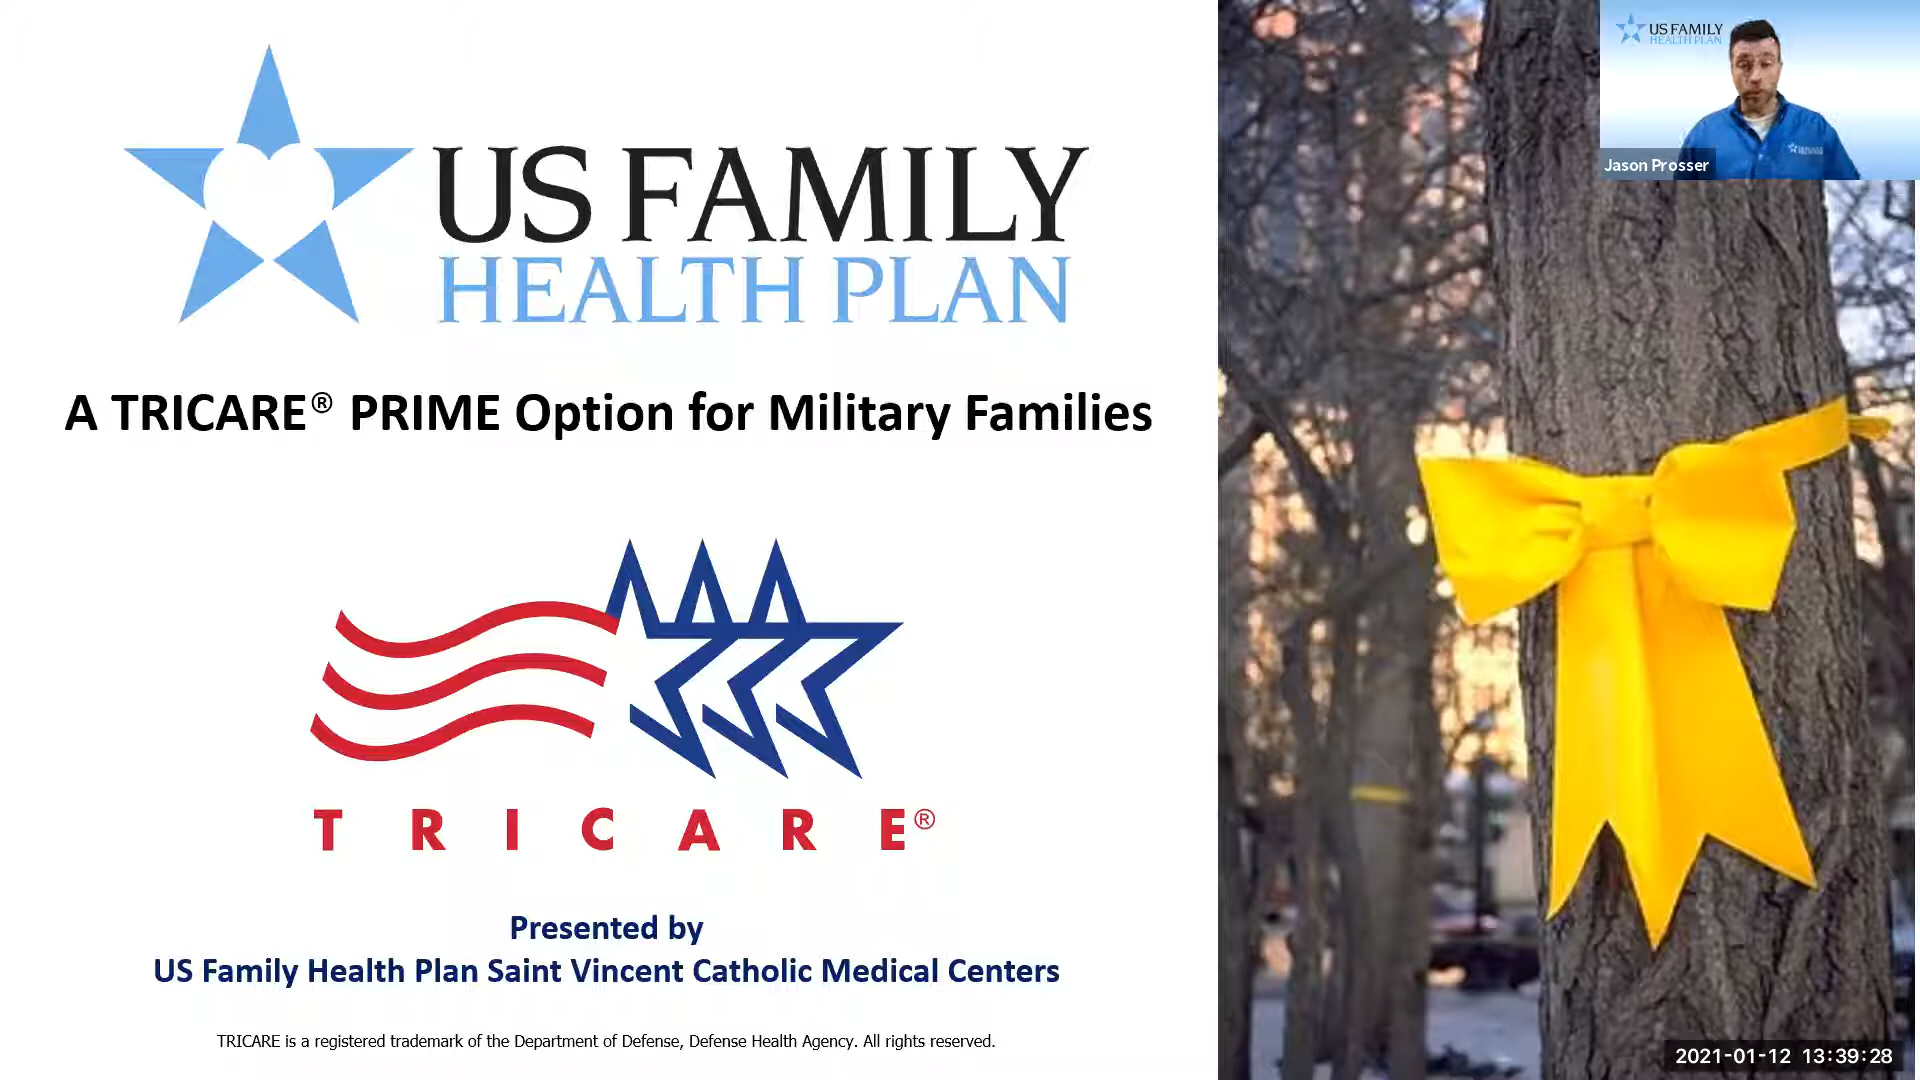 US FAMILY
HEALTH PLAN
A TRICARE® PRIME Option for Military Families
TRICARE®
Presented by
US Family Health Plan Saint Vincent Catholic Medical Centers
TRICARE is a registered trademark of the Department of Defense, Defense Health Agency. All rights reserved.
US FAMILY
HEALTH PLAN
Jason Prosser
2021-01-12 13:39:28